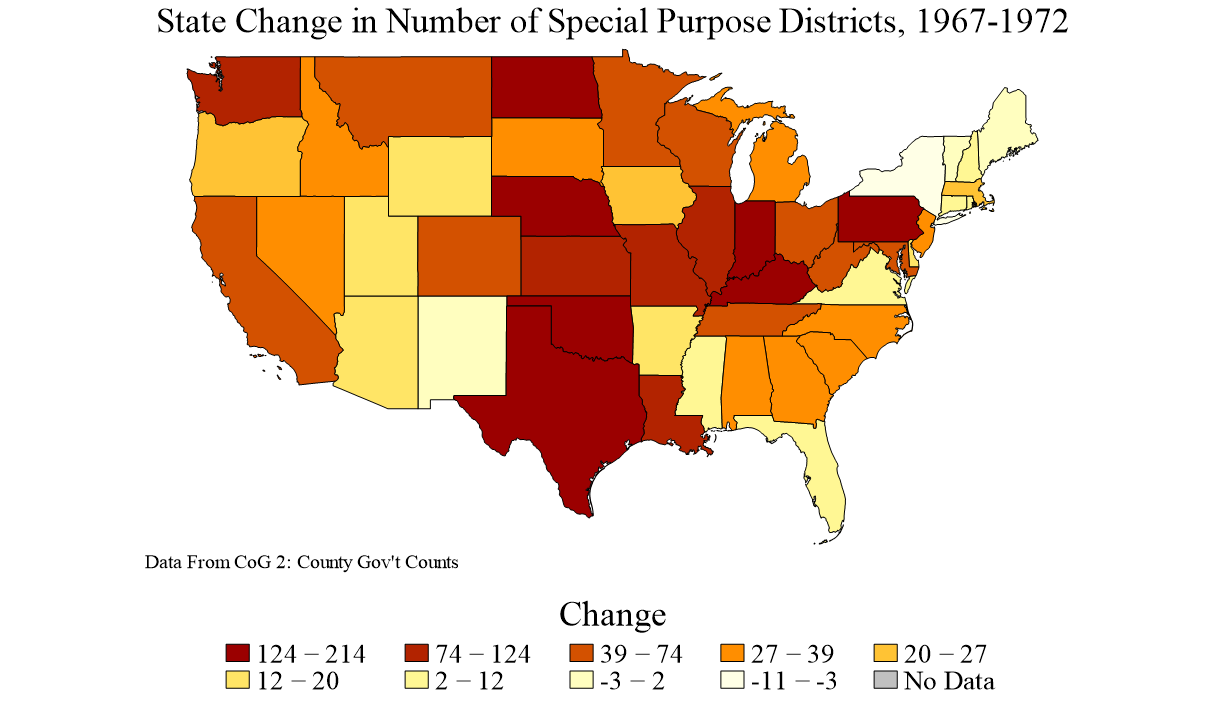 State Change in Number of Special Purpose Districts, 1967-1972
Data From CoG 2: County Gov't Counts
Change
124 − 214 74 − 124 39 − 74 27 − 39 20 − 27
12 − 20 2 − 12 -3 − 2 -11 − -3 No Data